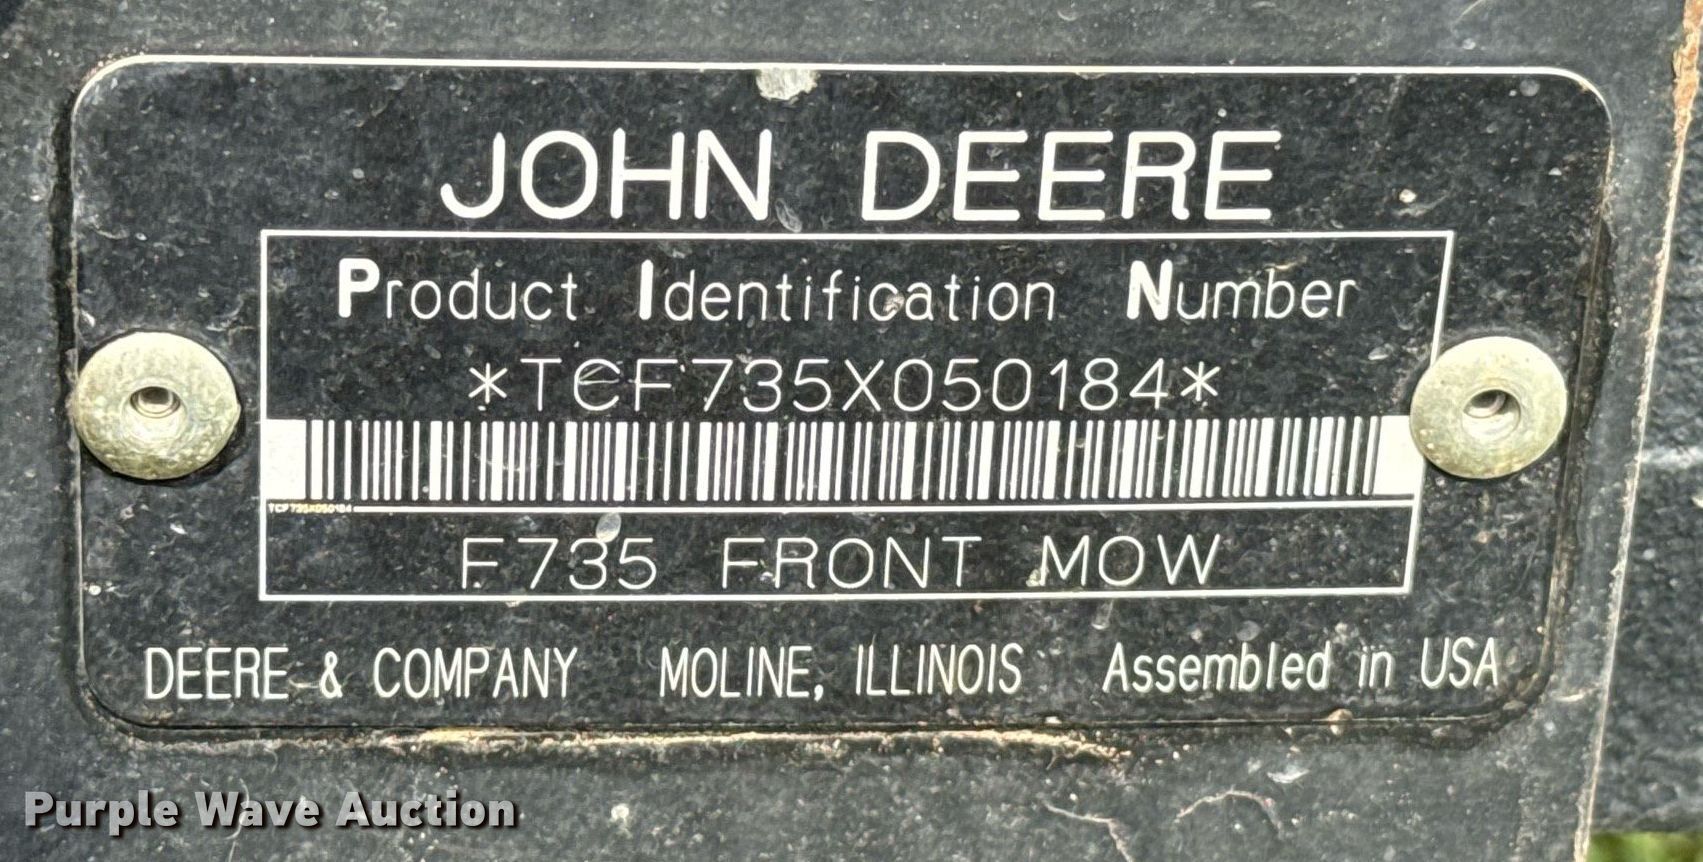 JOHN DEERE
Product Identification Number
*TCF735X050184*
TCF735X050184
F735 FRONT MOW
DEERE & COMPANY MOLINE, ILLINOIS Assembled in USA
Purple Wave Auction